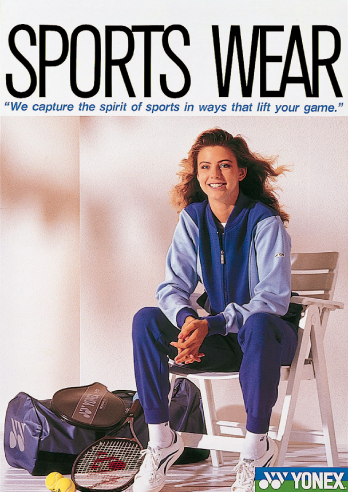 SPORTS WEAR
“We capture the spirit of sports in ways that lift your game.”
YONEX